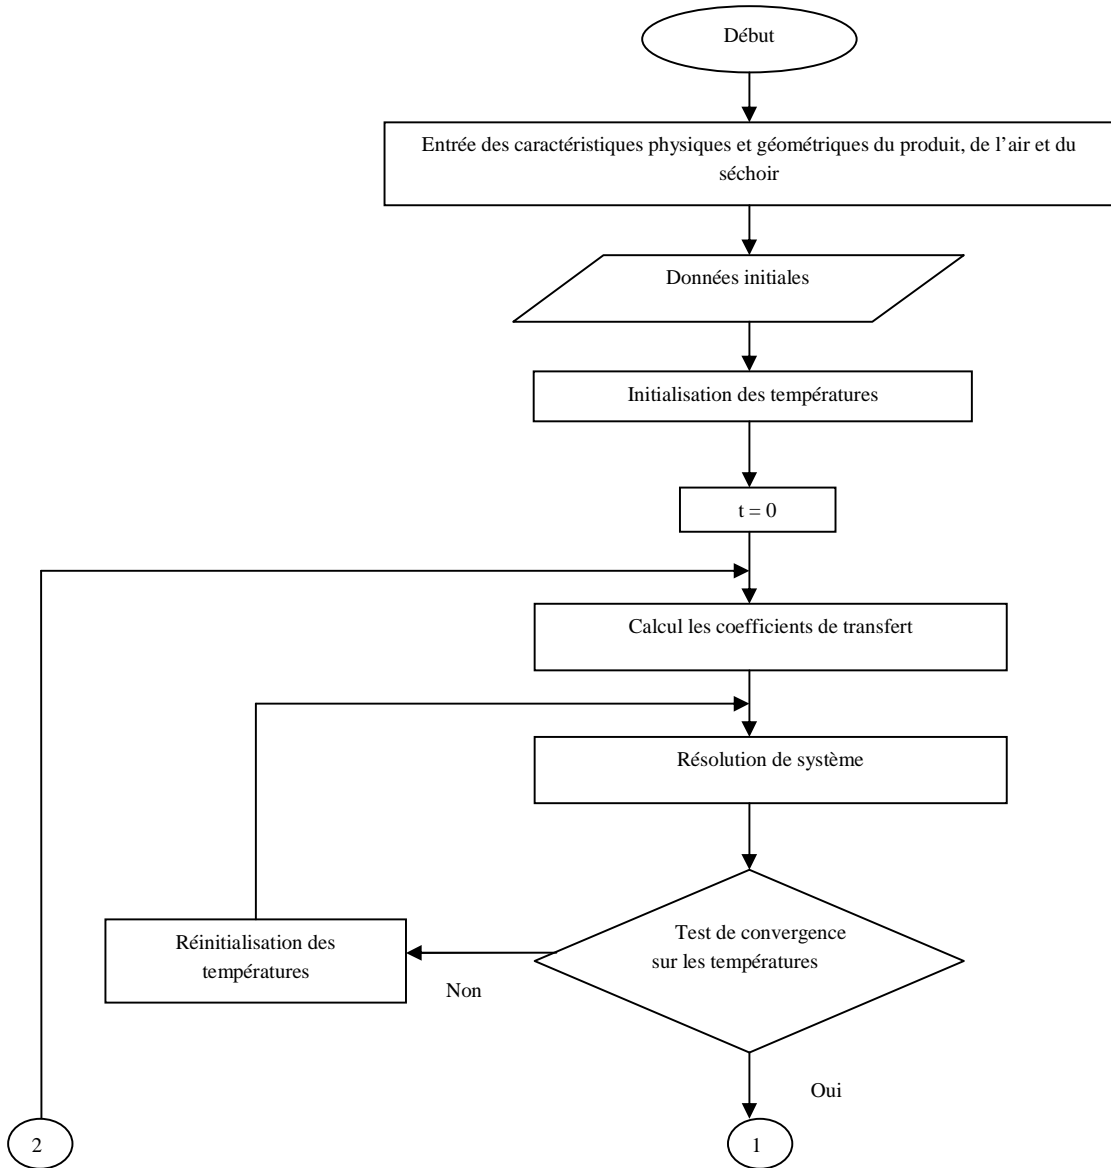 Début
Entrée des caractéristiques physiques et géométriques du produit, de l’air et du
séchoir
Données initiales
Initialisation des températures
t = 0
Calcul les coefficients de transfert
Résolution de système
Test de convergence
sur les températures
Réinitialisation des
températures
Non
Oui
2
1